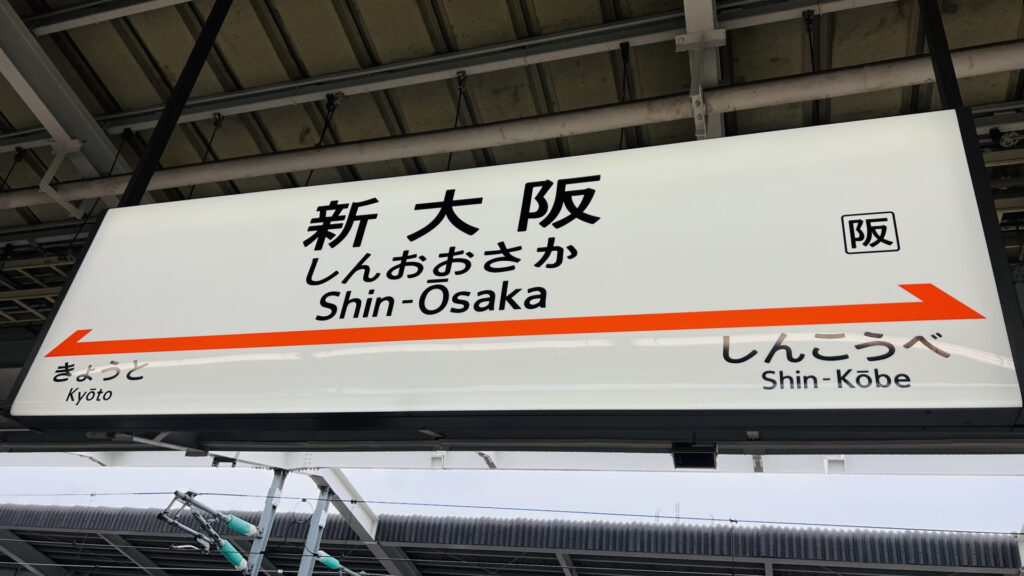 新大阪
しんおおさか
Shin-Ōsaka
阪
きょうと
Kyōto
しんこうべ
Shin-Kōbe